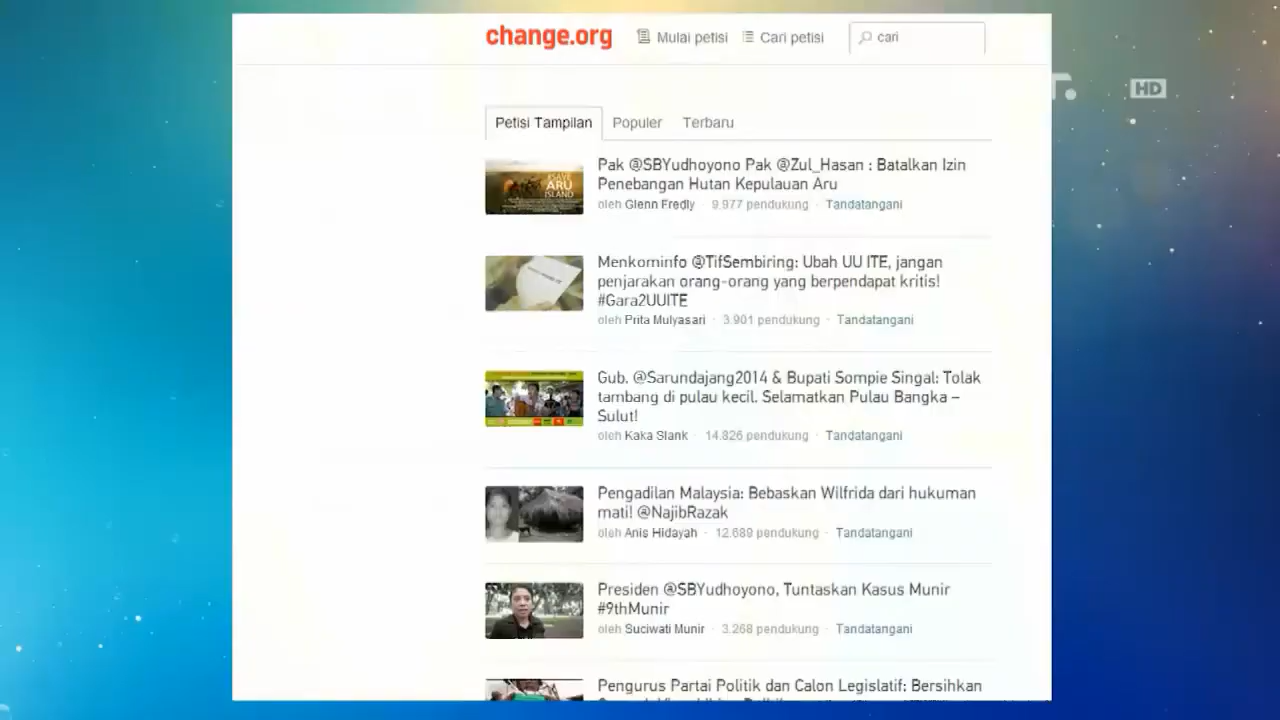 change.org Mulai petisi Cari petisi cari
T. HD
Petisi Tampilan Populer Terbaru
Pak @SBYudhoyono Pak @Zul_Hasan : Batalkan Izin
Penebangan Hutan Kepulauan Aru
oleh Glenn Fredly · 9.977 pendukung · Tandatangani
#SAVE
ARU
ISLAND
Menkominfo @TifSembiring: Ubah UU ITE, jangan
penjarakan orang-orang yang berpendapat kritis!
#Gara2UUITE
oleh Prita Mulyasari · 3.901 pendukung · Tandatangani
Gub. @Sarundajang2014 & Bupati Sompie Singal: Tolak
tambang di pulau kecil. Selamatkan Pulau Bangka –
Sulut!
oleh Kaka Slank · 14.826 pendukung · Tandatangani
Pengadilan Malaysia: Bebaskan Wilfrida dari hukuman
mati! @NajibRazak
oleh Anis Hidayah · 12.689 pendukung · Tandatangani
Presiden @SBYudhoyono, Tuntaskan Kasus Munir
#9thMunir
oleh Suciwati Munir · 3.268 pendukung · Tandatangani
Pengurus Partai Politik dan Calon Legislatif: Bersihkan